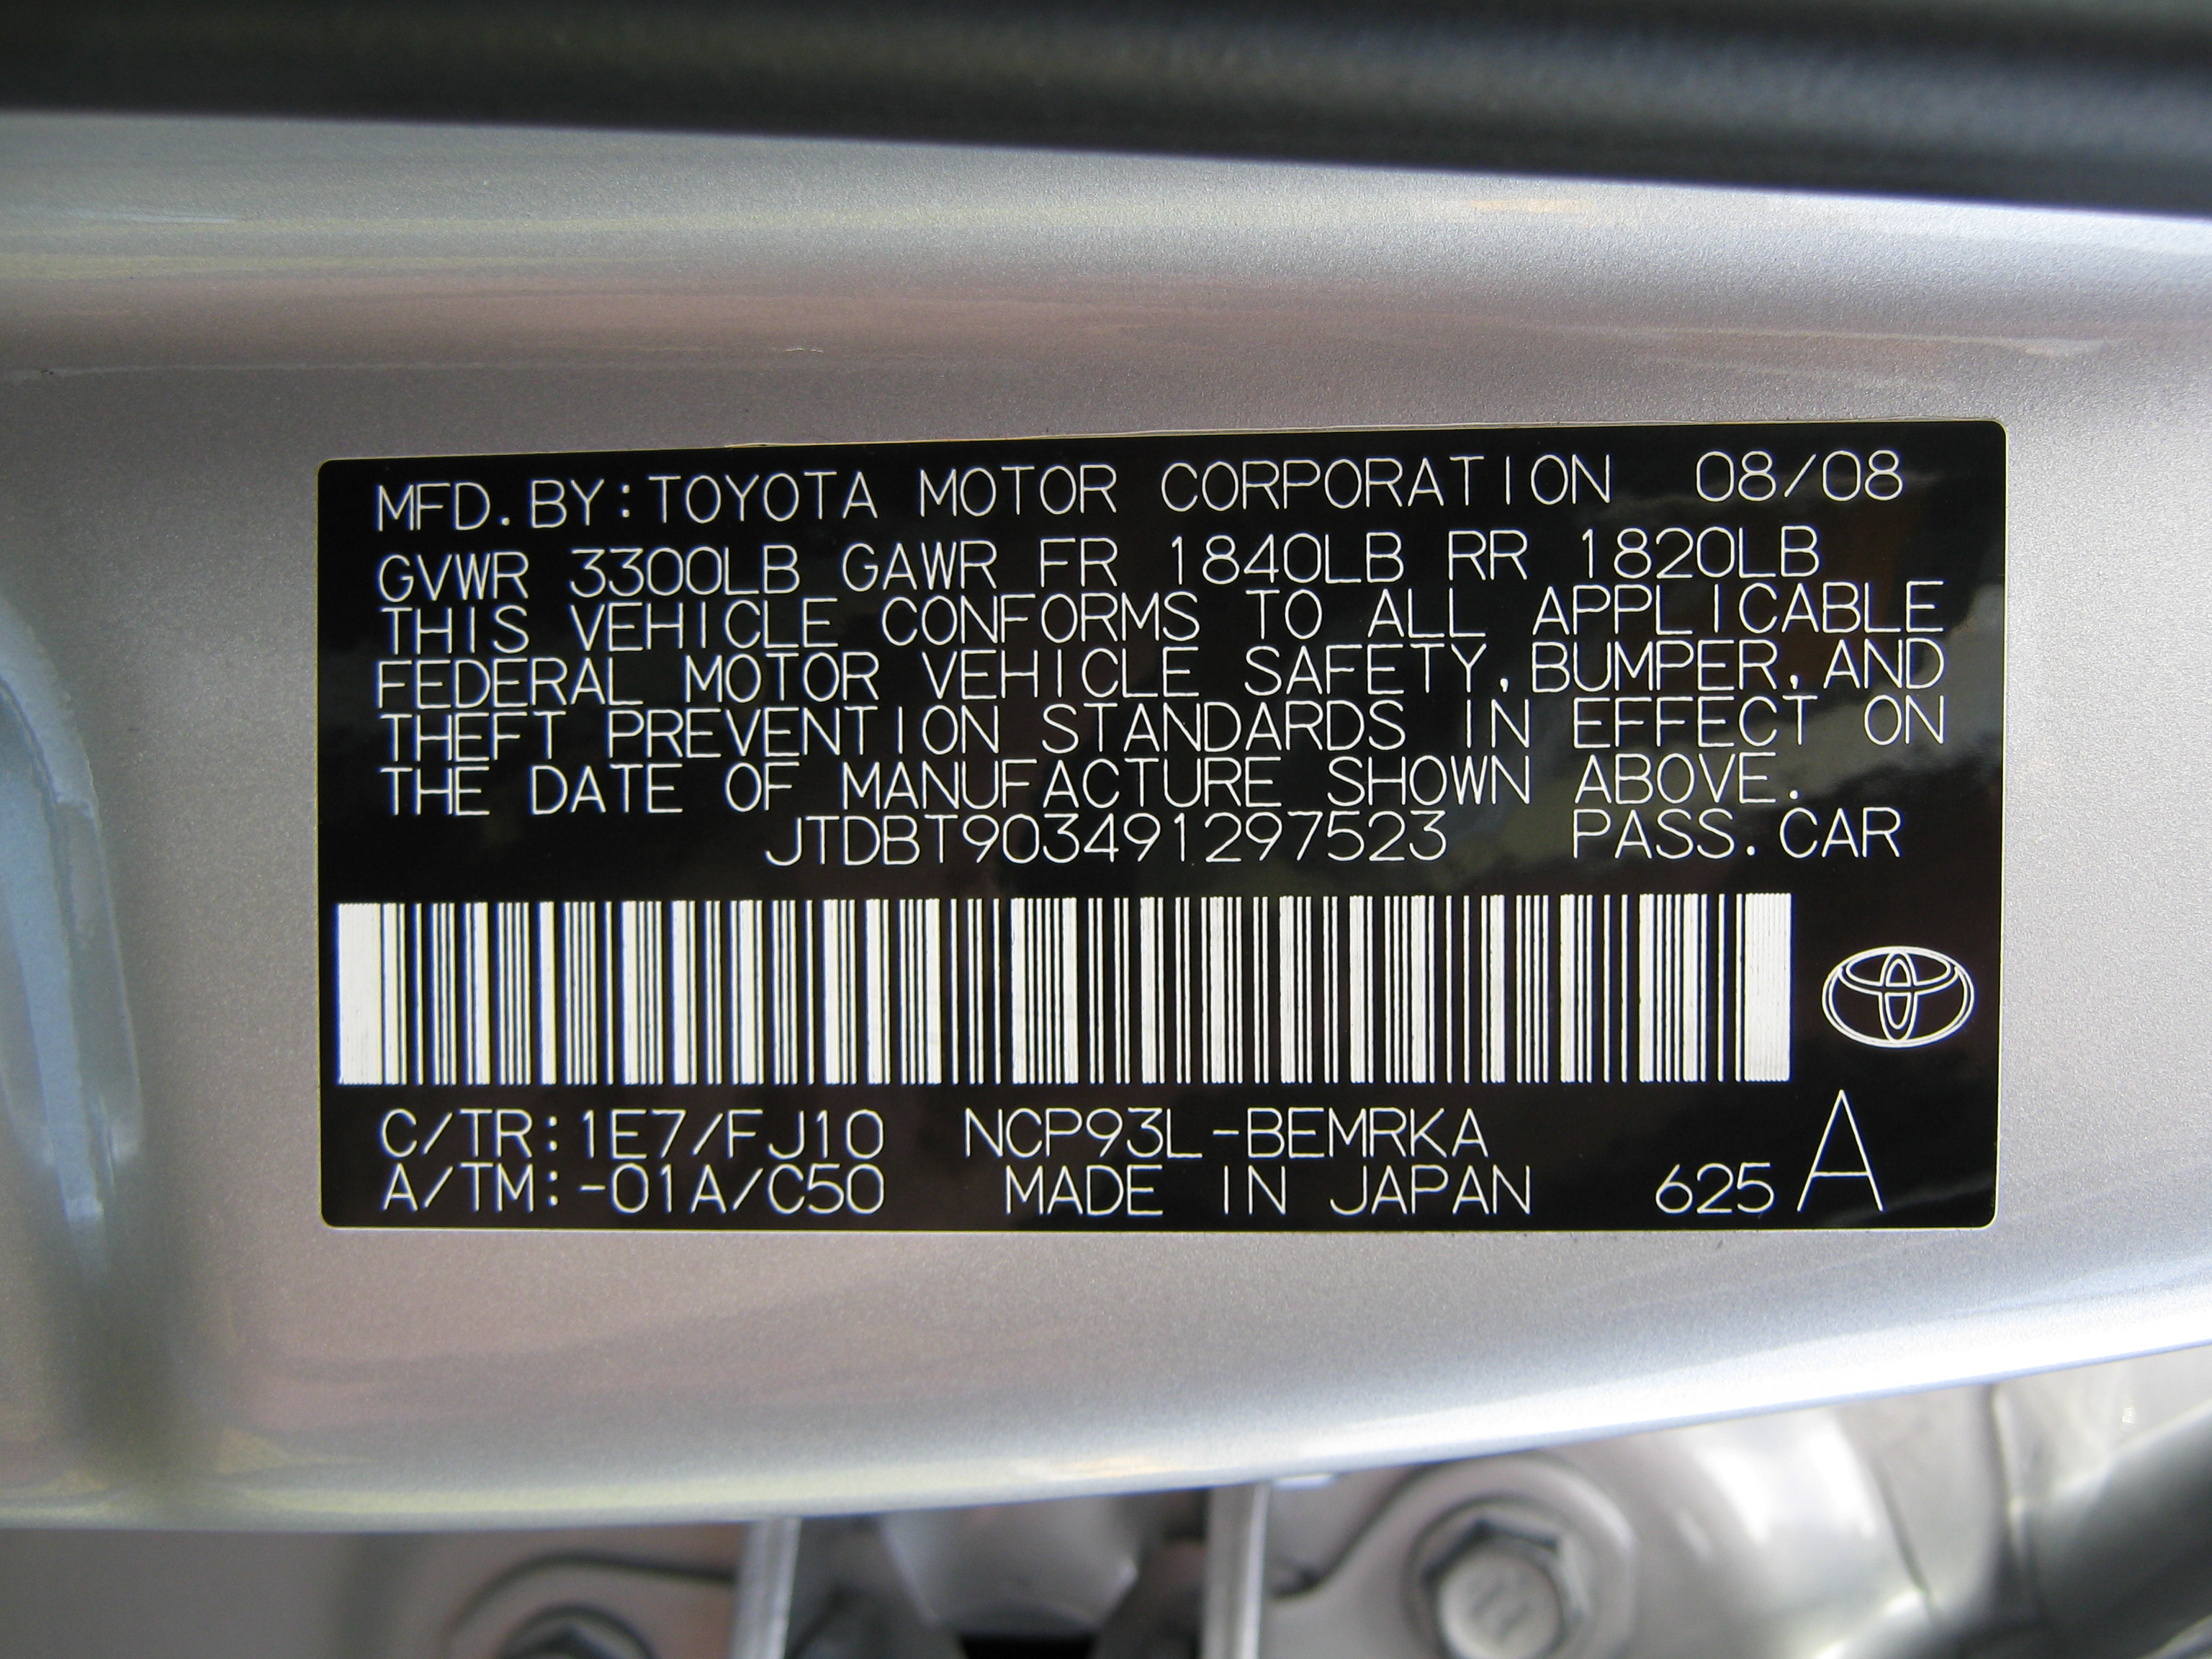 MFD. BY: TOYOTA MOTOR CORPORATION 08/08
GVWR 3300LB GAWR FR 1840LB RR 1820LB
THIS VEHICLE CONFORMS TO ALL APPLICABLE
FEDERAL MOTOR VEHICLE SAFETY, BUMPER, AND
THEFT PREVENTION STANDARDS IN EFFECT ON
THE DATE OF MANUFACTURE SHOWN ABOVE.
JTDBT903491297523 PASS. CAR
C/TR: 1E7/FJ10 NCP93L-BEMRKA
A/TM: -01A/C50 MADE IN JAPAN 625 A